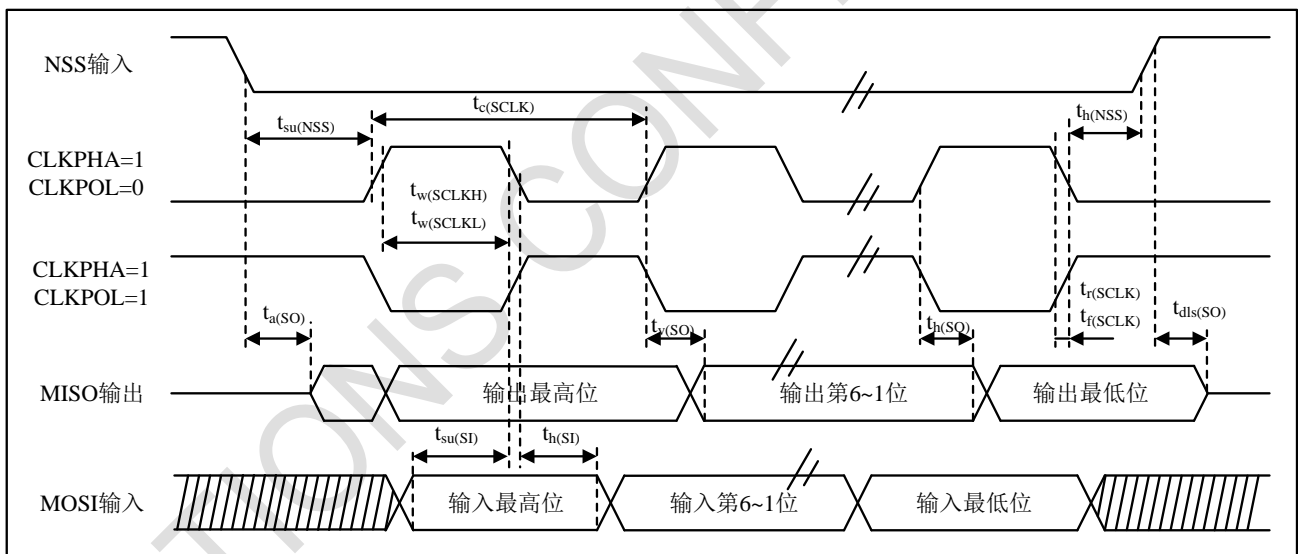 NSS输入
tc(SCLK)
tsu(NSS)
th(NSS)
CLKPHA=1
CLKPOL=0
tw(SCLKH)
tw(SCLKL)
CLKPHA=1
CLKPOL=1
tr(SCLK)
tf(SCLK)
ta(SO)
tv(SO)
th(SO)
tdls(SO)
MISO输出
输出最高位
输出第6~1位
输出最低位
tsu(SI)
th(SI)
MOSI输入
输入最高位
输入第6~1位
输入最低位